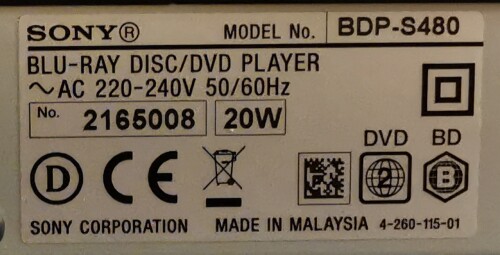 SONY® MODEL No. BDP-S480
BLU-RAY DISC/DVD PLAYER
~AC 220-240V 50/60Hz
No. 2165008 20W
DVD BD
D CE 2 B
SONY CORPORATION MADE IN MALAYSIA 4-260-115-01